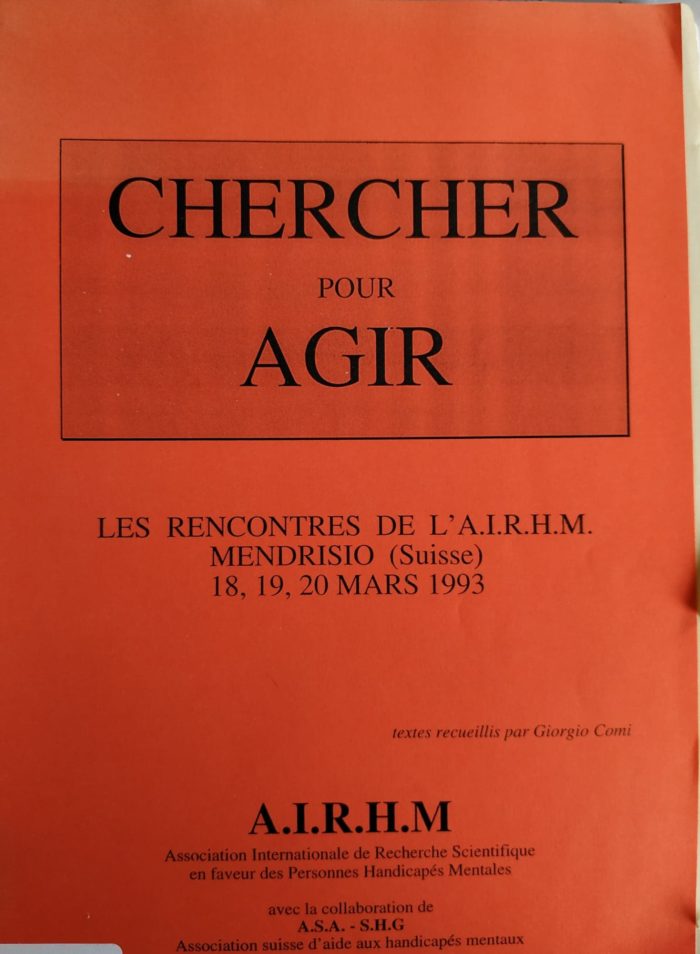 CHERCHER
POUR
AGIR
LES RENCONTRES DE L'A.I.R.H.M.
MENDRISIO (Suisse)
18, 19, 20 MARS 1993
textes recueillis par Giorgio Comi
A.I.R.H.M
Association Internationale de Recherche Scientifique
en faveur des Personnes Handicapés Mentales
avec la collaboration de
A.S.A. - S.H.G
Association suisse d'aide aux handicapés mentaux